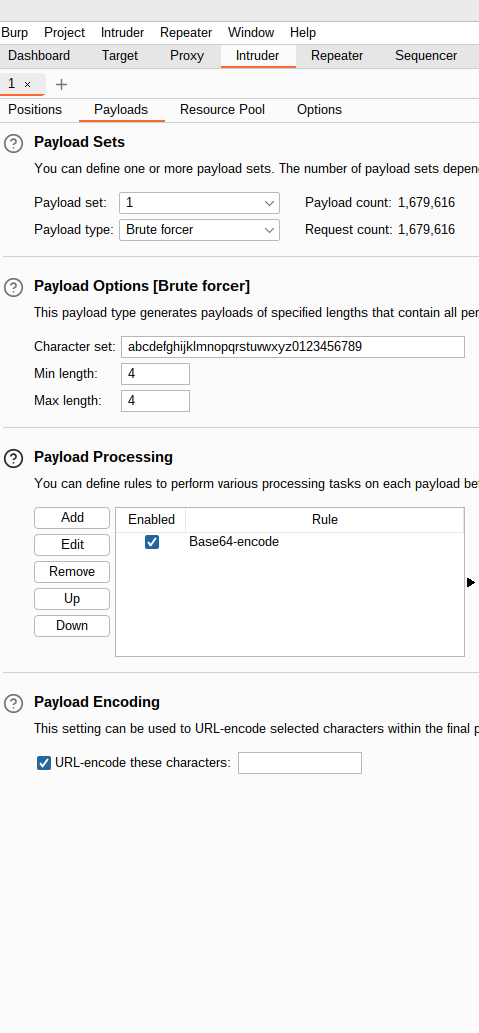 Burp Project Intruder Repeater Window Help
Dashboard Target Proxy Intruder Repeater Sequencer
1 ×  +
Positions Payloads Resource Pool Options
? Payload Sets
You can define one or more payload sets. The number of payload sets depen
Payload set: 1 Payload count: 1,679,616
Payload type: Brute forcer Request count: 1,679,616
? Payload Options [Brute forcer]
This payload type generates payloads of specified lengths that contain all per
Character set: abcdefghijklmnopqrstuvwxyz0123456789
Min length: 4
Max length: 4
? Payload Processing
You can define rules to perform various processing tasks on each payload bef
Add Enabled Rule
Edit Base64-encode
Remove
Up
Down
? Payload Encoding
This setting can be used to URL-encode selected characters within the final p
URL-encode these characters: